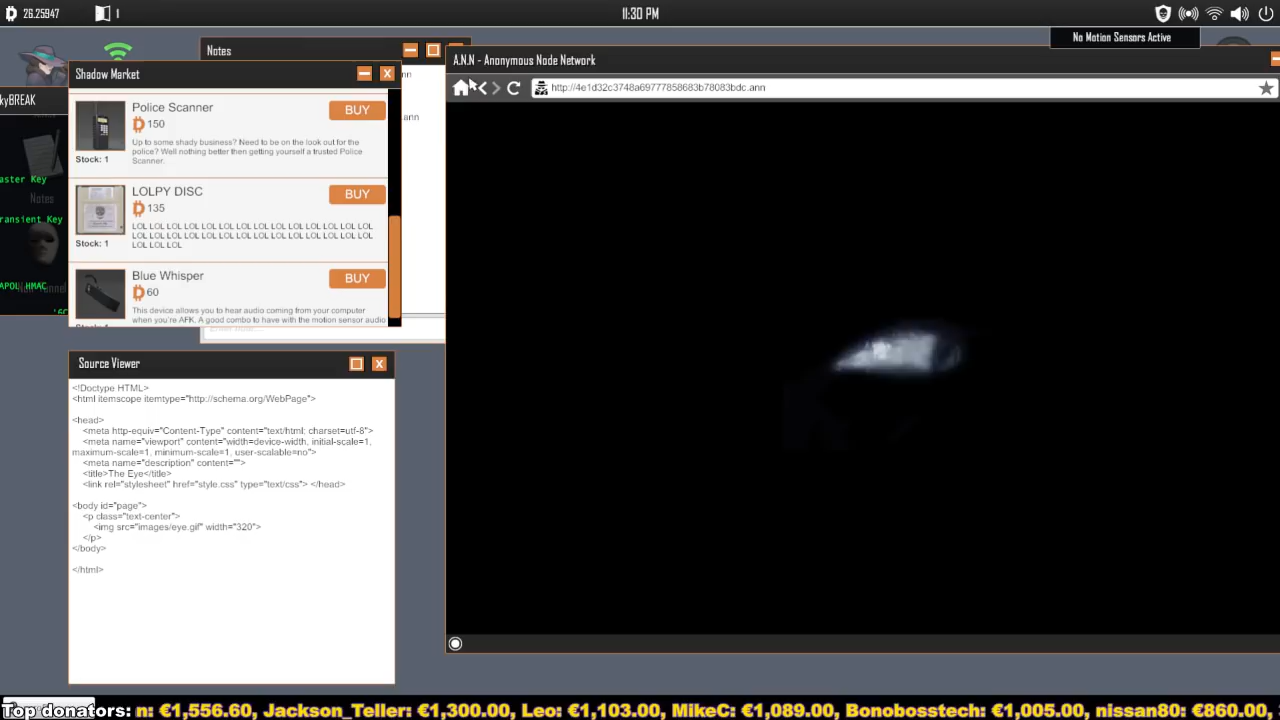 26.25947
1
11:30 PM
No Motion Sensors Active
Notes
A.N.N - Anonymous Node Network
http://4e1d32c3748a69777858683b78083bdc.ann
Shadow Market
Police Scanner
150
BUY
Up to some shady business? Need to be on the look out for the
police? Well nothing better then getting yourself a trusted Police
Scanner.
Stock: 1
LOLPY DISC
135
BUY
LOL LOL LOL LOL LOL LOL LOL LOL LOL LOL LOL LOL LOL LOL
LOL LOL LOL LOL LOL LOL LOL LOL LOL LOL LOL LOL LOL LOL
LOL LOL LOL
Stock: 1
Blue Whisper
60
BUY
This device allows you to hear audio coming from your computer
when you're AFK. A good combo to have with the motion sensor audio
ann
ann
kyBREAK
aster Key
Notes
ransient Key
APOL HMAC
Source Viewer
<!Doctype HTML>
<html itemscope itemtype="http://schema.org/WebPage">
<head>
<meta http-equiv="Content-Type" content="text/html; charset=utf-8">
<meta name="viewport" content="width=device-width, initial-scale=1,
maximum-scale=1, minimum-scale=1, user-scalable=no">
<meta name="description" content="">
<title>The Eye</title>
<link rel="stylesheet" href="style.css" type="text/css"> </head>
<body id="page">
<p class="text-center">
<img src="images/eye.gif" width="320">
</p>
</body>
</html>
Top donators: n: €1,556.60, Jackson_Teller: €1,300.00, Leo: €1,103.00, MikeC: €1,089.00, Bonobosstech: €1,005.00, nissan80: €860.00,